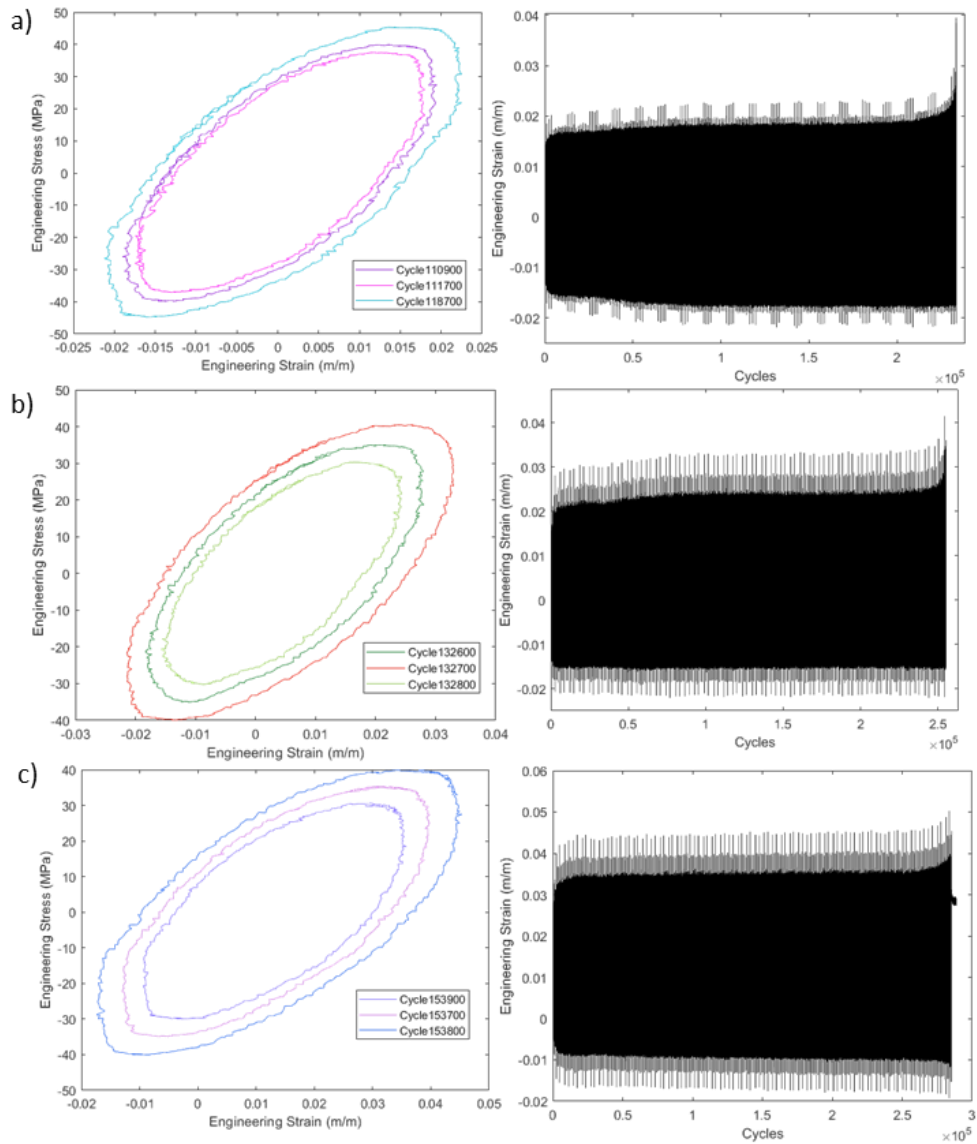 a)
50
40
30
20
10
0
-10
-20
-30
-40
-50
Engineering Stress (MPa)
-0.025 -0.02 -0.015 -0.01 -0.005 0 0.005 0.01 0.015 0.02 0.025
Engineering Strain (m/m)
Cycle110900
Cycle111700
Cycle118700
0.04
0.03
0.02
0.01
0
-0.01
-0.02
Engineering Strain (m/m)
0 0.5 1 1.5 2
Cycles
×10⁵
b)
50
40
30
20
10
0
-10
-20
-30
-40
Engineering Stress (MPa)
-0.03 -0.02 -0.01 0 0.01 0.02 0.03 0.04
Engineering Strain (m/m)
Cycle132600
Cycle132700
Cycle132800
0.04
0.03
0.02
0.01
0
-0.01
-0.02
Engineering Strain (m/m)
0 0.5 1 1.5 2 2.5
Cycles
×10⁵
c)
40
30
20
10
0
-10
-20
-30
-40
-50
Engineering Stress (MPa)
-0.02 -0.01 0 0.01 0.02 0.03 0.04 0.05
Engineering Strain (m/m)
Cycle153900
Cycle153700
Cycle153800
0.06
0.05
0.04
0.03
0.02
0.01
0
-0.01
-0.02
Engineering Strain (m/m)
0 0.5 1 1.5 2 2.5 3
Cycles
×10⁵